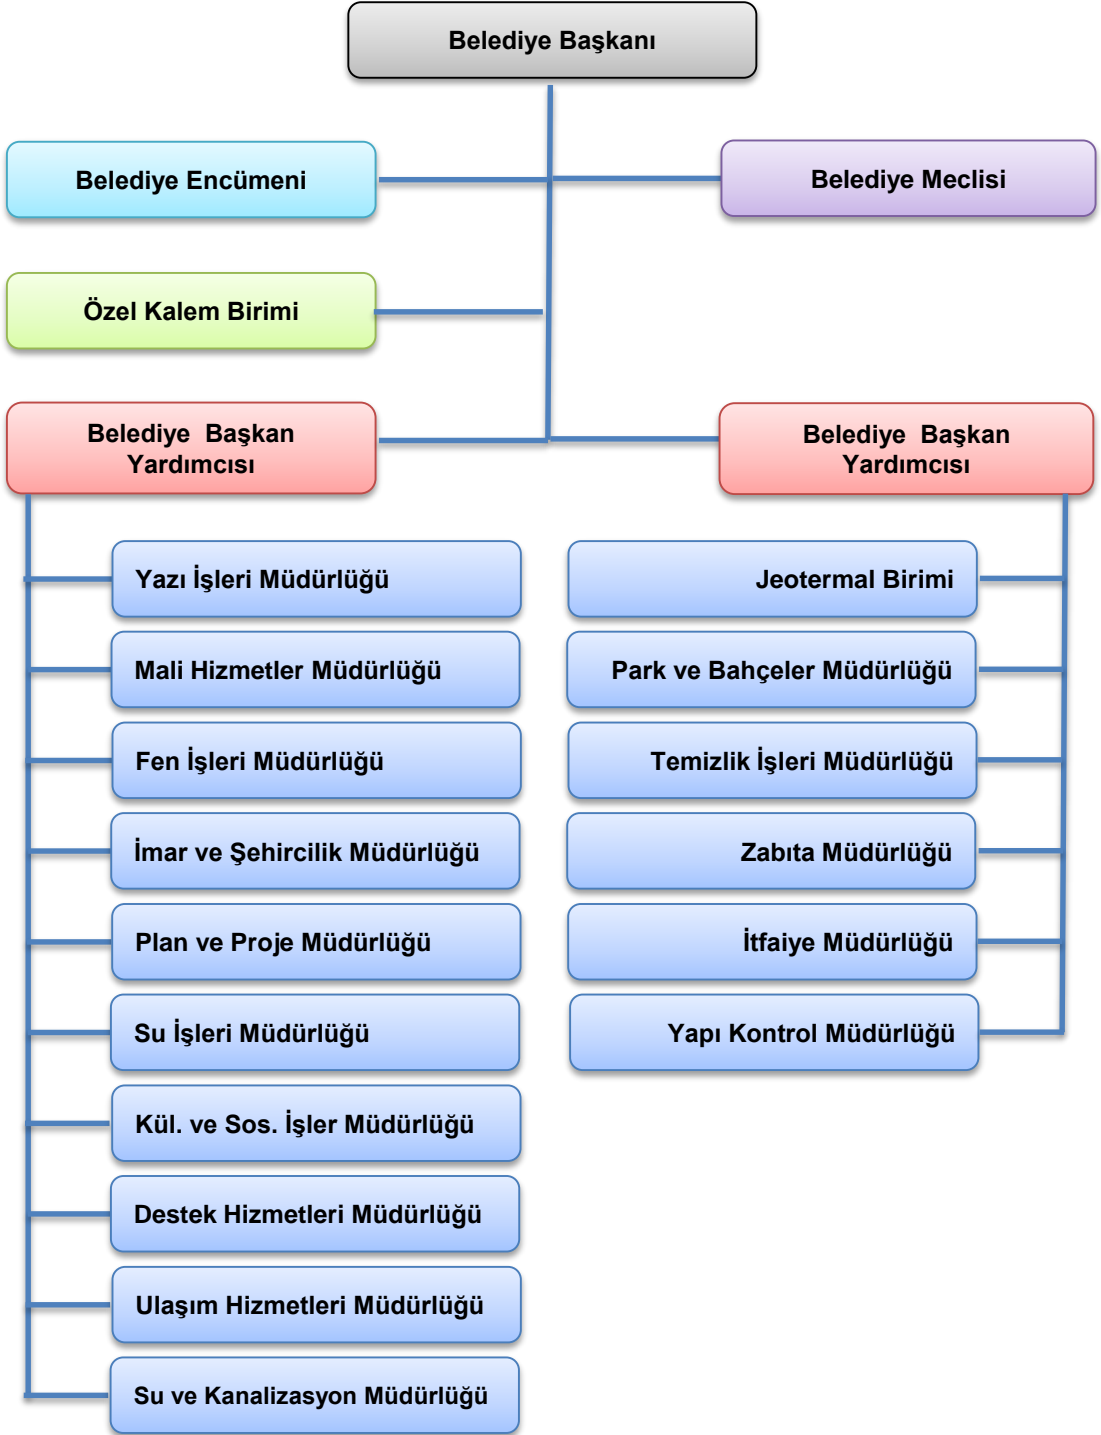 Belediye Başkanı
Belediye Encümeni
Belediye Meclisi
Özel Kalem Birimi
Belediye  Başkan
Yardımcısı
Belediye  Başkan
Yardımcısı
Yazı İşleri Müdürlüğü
Mali Hizmetler Müdürlüğü
Fen İşleri Müdürlüğü
İmar ve Şehircilik Müdürlüğü
Plan ve Proje Müdürlüğü
Su İşleri Müdürlüğü
Kül. ve Sos. İşler Müdürlüğü
Destek Hizmetleri Müdürlüğü
Ulaşım Hizmetleri Müdürlüğü
Su ve Kanalizasyon Müdürlüğü
Jeotermal Birimi
Park ve Bahçeler Müdürlüğü
Temizlik İşleri Müdürlüğü
Zabıta Müdürlüğü
İtfaiye Müdürlüğü
Yapı Kontrol Müdürlüğü